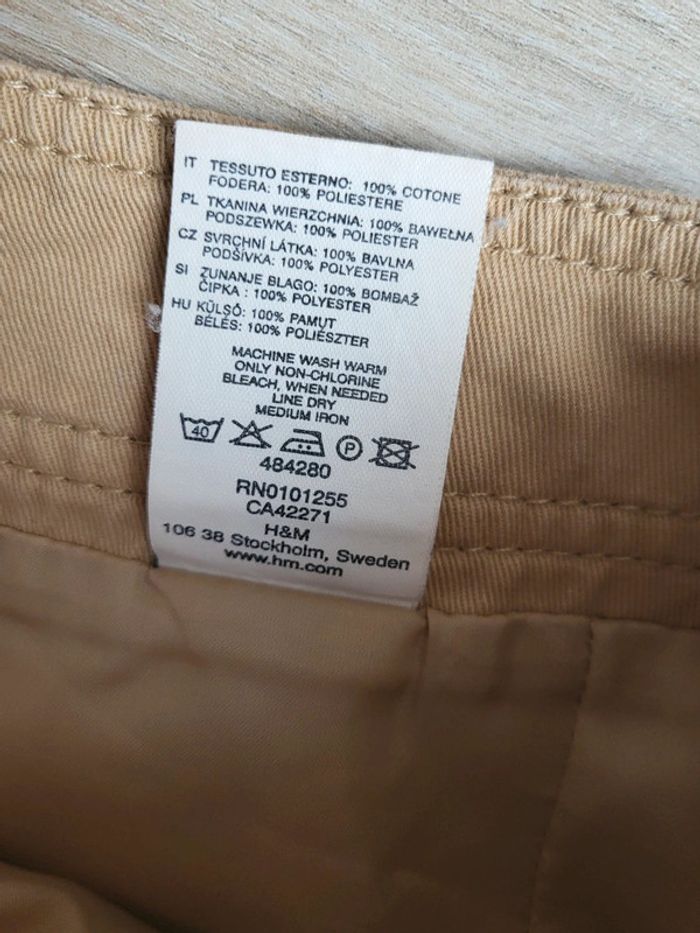 IT TESSUTO ESTERNO: 100% COTONE
FODERA: 100% POLIESTERE
PL TKANINA WIERZCHNIA: 100% BAWEŁNA
PODSZEWKA: 100% POLIESTER
CZ SVRCHNÍ LÁTKA: 100% BAVLNA
PODŠÍVKA: 100% POLYESTER
SI ZUNANJE BLAGO: 100% BOMBAŽ
ČIPKA : 100% POLYESTER
HU KÜLSŐ: 100% PAMUT
BÉLÉS: 100% POLIÉSZTER
MACHINE WASH WARM
ONLY NON-CHLORINE
BLEACH, WHEN NEEDED
LINE DRY
MEDIUM IRON
40 P
484280
RN0101255
CA42271
H&M
106 38 Stockholm, Sweden
www.hm.com